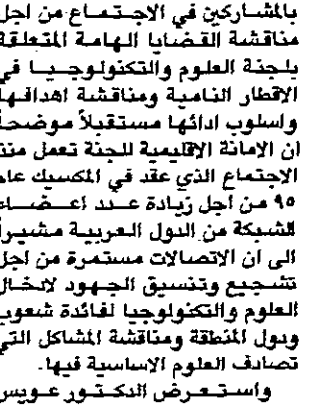 بالمشاركين في الاجتماع من اجل
مناقشة القضايا الهامة المتعلقة
بلجنة العلوم والتكنولوجيا في
الاقطار النامية ومناقشة اهدافها
واسلوب ادائها مستقبلاً موضحة
ان الامانة الاقليمية للجنة تعمل منذ
الاجتماع الذي عقد في المكسيك عام
٩٥ من اجل زيادة عدد اعضاء
الشبكة من الدول العربية مشيراً
الى ان الاتصالات مستمرة من اجل
تشجيع وتنسيق الجهود لادخال
العلوم والتكنولوجيا لفائدة شعوب
ودول المنطقة ومناقشة المشاكل التي
تصادف العلوم الاساسية فيها.
واستعرض الدكتور عويس